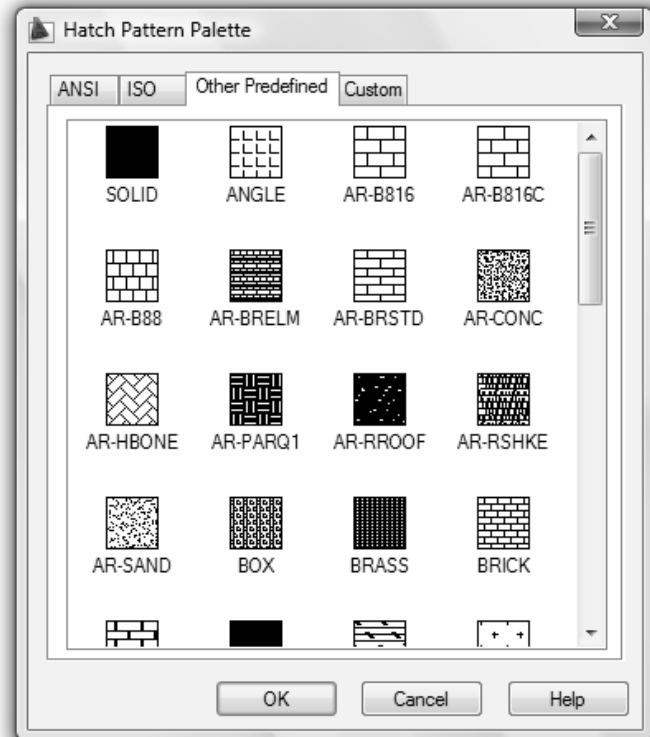 Hatch Pattern Palette
ANSI ISO Other Predefined Custom
SOLID ANGLE AR-B816 AR-B816C
AR-B88 AR-BRELM AR-BRSTD AR-CONC
AR-HBONE AR-PARQ1 AR-RROOF AR-RSHKE
AR-SAND BOX BRASS BRICK
OK Cancel Help